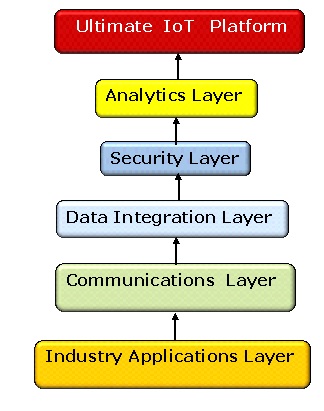 Ultimate IoT Platform
Analytics Layer
Security Layer
Data Integration Layer
Communications Layer
Industry Applications Layer